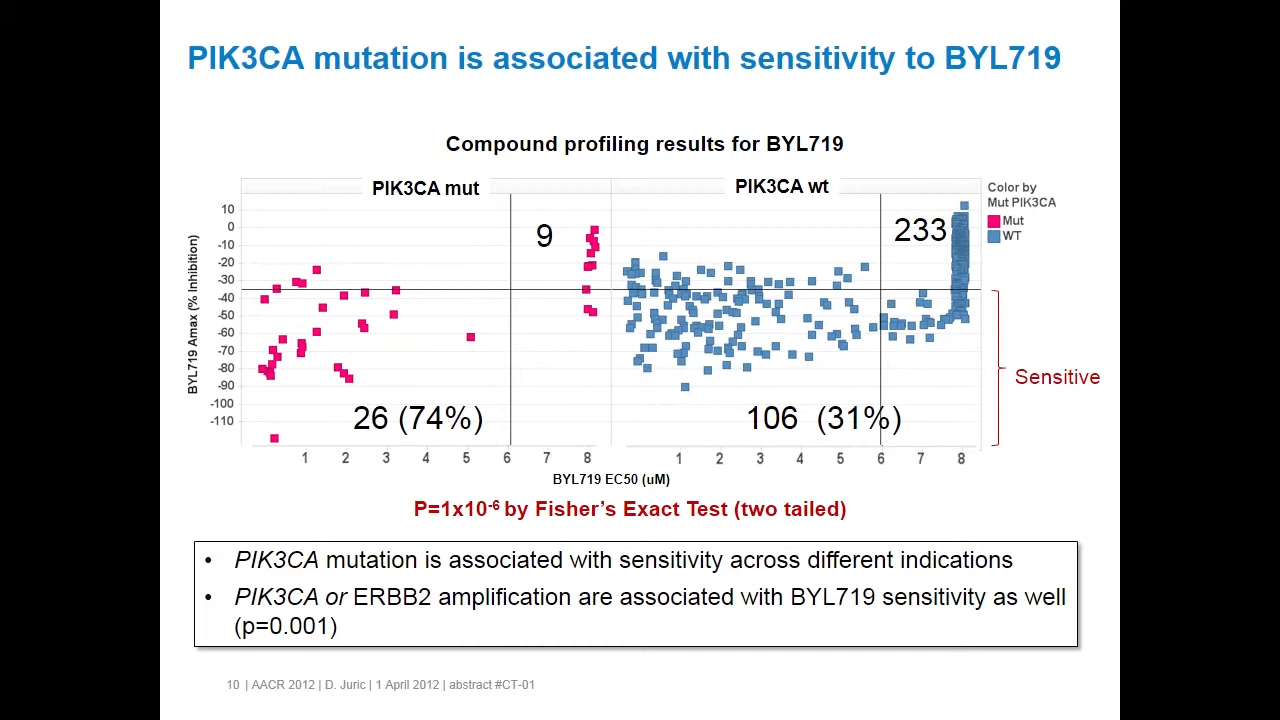 PIK3CA mutation is associated with sensitivity to BYL719
Compound profiling results for BYL719
PIK3CA mut
PIK3CA wt
Color by
Mut PIK3CA
Mut
WT
BYL719 Amax (% Inhibition)
10
0
-10
-20
-30
-40
-50
-60
-70
-80
-90
-100
-110
9
233
26 (74%)
106 (31%)
Sensitive
1 2 3 4 5 6 7 8
1 2 3 4 5 6 7 8
BYL719 EC50 (uM)
P=1x10-6 by Fisher's Exact Test (two tailed)
• PIK3CA mutation is associated with sensitivity across different indications
• PIK3CA or ERBB2 amplification are associated with BYL719 sensitivity as well
(p=0.001)
10 | AACR 2012 | D. Juric | 1 April 2012 | abstract #CT-01